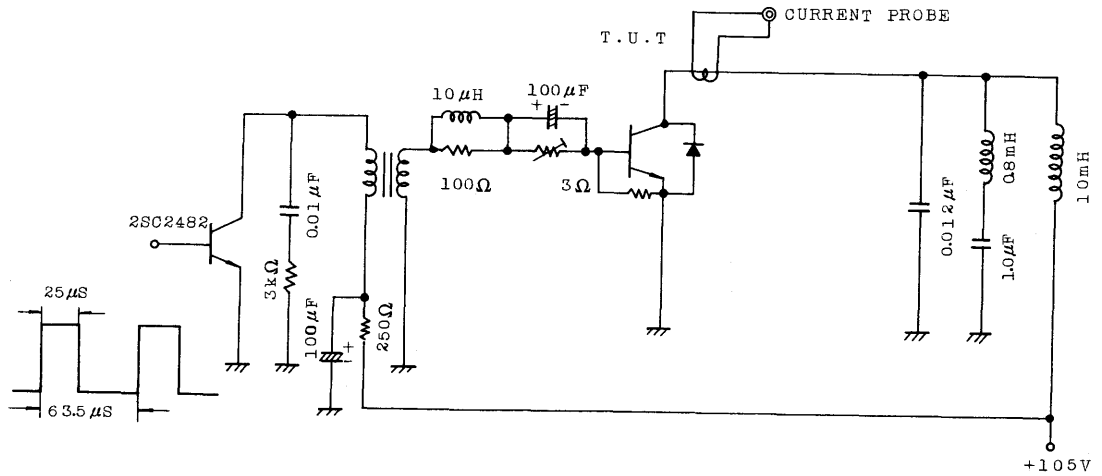 CURRENT PROBE
T.U.T
10μH
100μF
+ -
100Ω
3Ω
2SC2482
0.01μF
3kΩ
100μF
+
-
250Ω
0.012μF
0.8mH
1.0μF
10mH
25μS
63.5μS
+105V